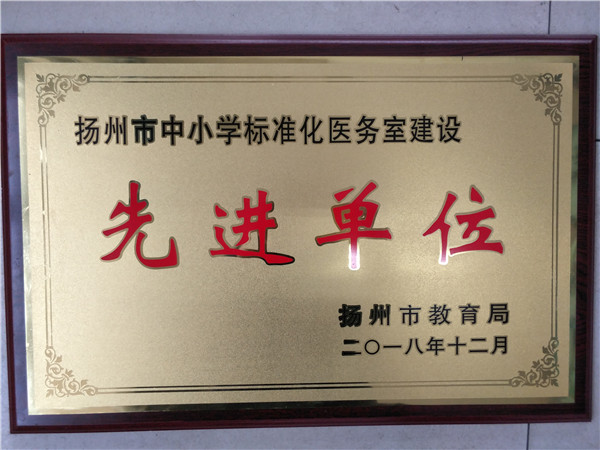 扬州市中小学标准化医务室建设
先进单位
扬州市教育局
二〇一八年十二月